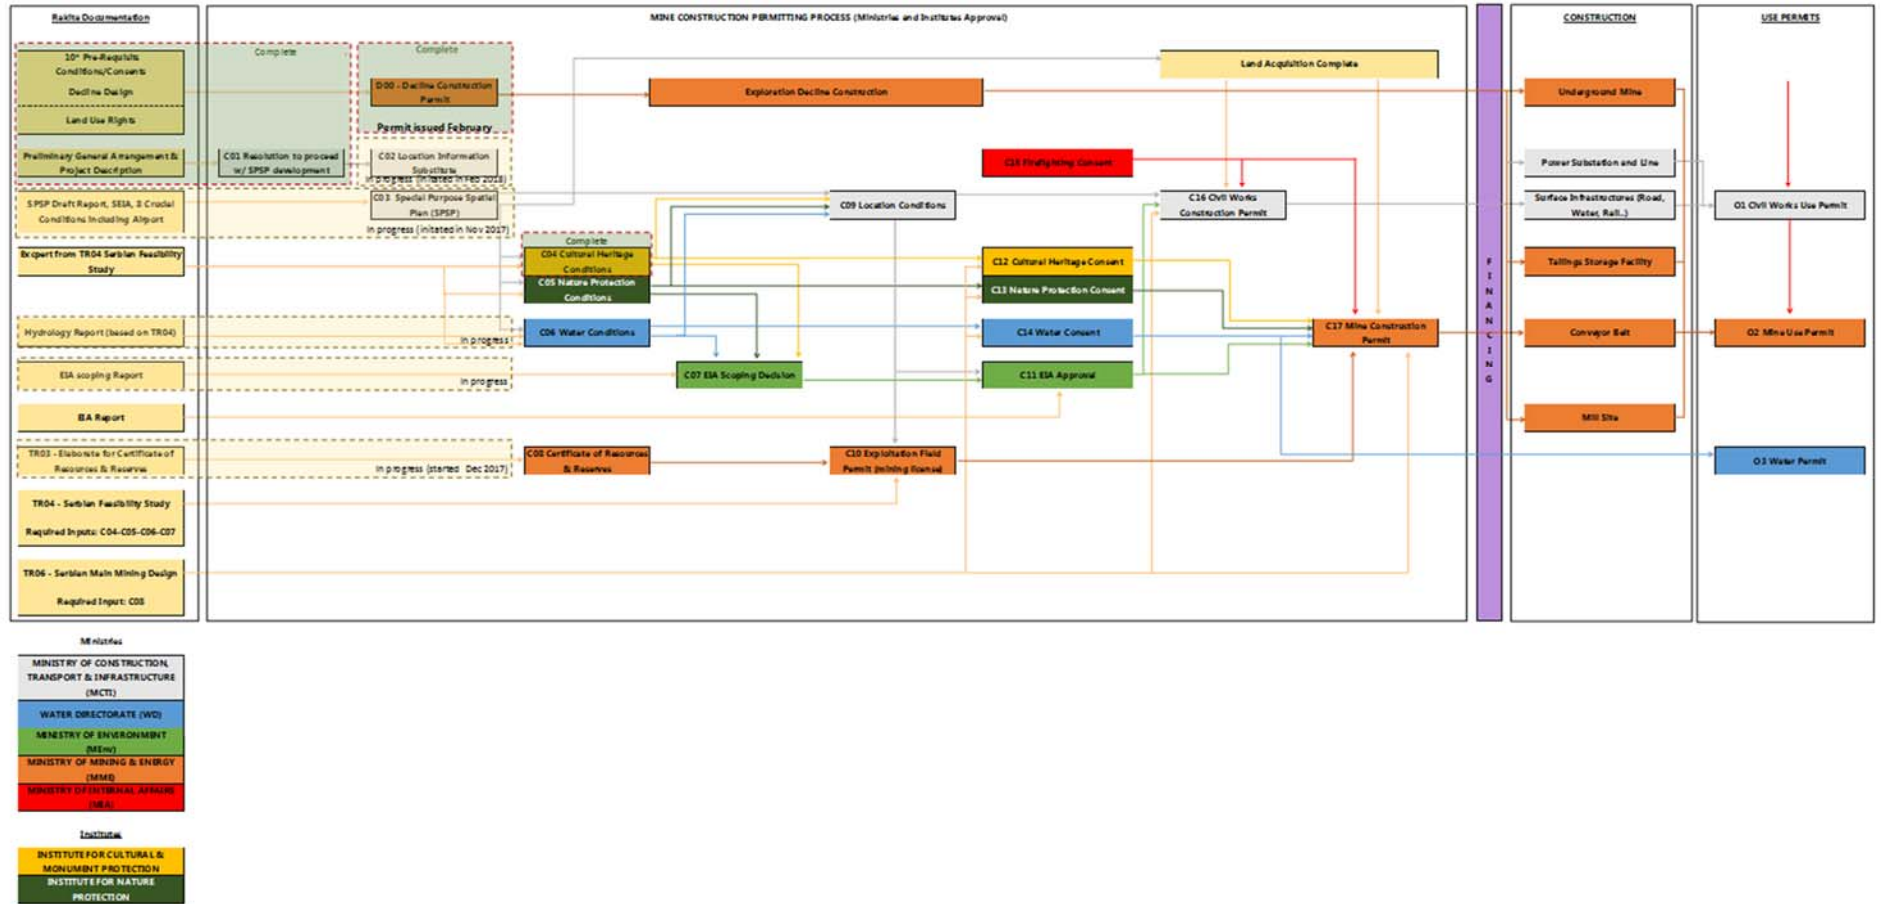 Rakita Documentation
10* Pre-Requisits
Conditions/Consents
Decline Design
Land Use Rights
Preliminary General Arrangement &
Project Description
SPSP Draft Report, SEIA, 8 Crucial
Conditions Including Airport
Excpert from TR04 Serbian Feasibility
Study
Hydrology Report (based on TR04)
EIA scoping Report
EIA Report
TR03 - Elaborate for Certificate of
Resources & Reserves
TR04 - Serbian Feasibility Study
Required Inputs: C04-C05-C06-C07
TR06 - Serbian Main Mining Design
Required Input: C08
MINE CONSTRUCTION PERMITTING PROCESS (Ministries and Institutes Approval)
Complete
Complete
D00 - Decline Construction
Permit
Permit issued February
C01 Resolution to proceed
w/ SPSP development
C02 Location Information
Substitute
In progress (initated in Feb 2018)
C03 Special Purpose Spatial
Plan (SPSP)
In progress (initated in Nov 2017)
Complete
C04 Cultural Heritage
Conditions
C05 Nature Protection
Conditions
C06 Water Conditions
In progress
C07 EIA Scoping Decision
In progress
C08 Certificate of Resources
& Reserves
In progress (started Dec 2017)
Exploration Decline Construction
C09 Location Conditions
C10 Exploitation Field
Permit (mining license)
Land Acquisition Complete
C15 Firefighting Consent
C16 Civil Works
Construction Permit
C12 Cultural Heritage Consent
C13 Nature Protection Consent
C14 Water Consent
C11 EIA Approval
C17 Mine Construction
Permit
FINANCING
CONSTRUCTION
Underground Mine
Power Substation and Line
Surface Infrastructures (Road,
Water, Rail..)
Tailings Storage Facility
Conveyor Belt
Mill Site
USE PERMITS
O1 Civil Works Use Permit
O2 Mine Use Permit
O3 Water Permit
Ministries
MINISTRY OF CONSTRUCTION,
TRANSPORT & INFRASTRUCTURE
(MCTI)
WATER DIRECTORATE (WD)
MINISTRY OF ENVIRONMENT
(MEnv)
MINISTRY OF MINING & ENERGY
(MME)
MINISTRY OF INTERNAL AFFAIRS
(MIA)
Institutes
INSTITUTE FOR CULTURAL &
MONUMENT PROTECTION
INSTITUTE FOR NATURE
PROTECTION